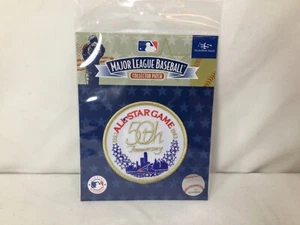 MAJOR LEAGUE BASEBALL
COLLECTOR PATCH
ALL-STAR GAME
50th
Anniversary